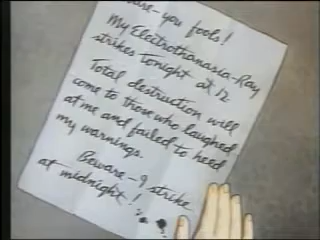 ware-you fools!
My Electrothanasia-Ray
strikes tonight at 12
Total destruction will
come to those who laughed
at me and failed to heed
my warnings.
Beware-I strike
at midnight!